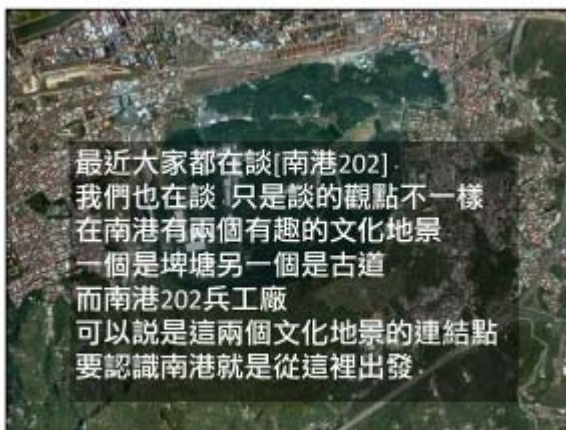 最近大家都在談[南港202]
我們也在談 只是談的觀點不一樣
在南港有兩個有趣的文化地景
一個是埤塘另一個是古道
而南港202兵工廠
可以説是這兩個文化地景的連結點
要認識南港就是從這裡出發